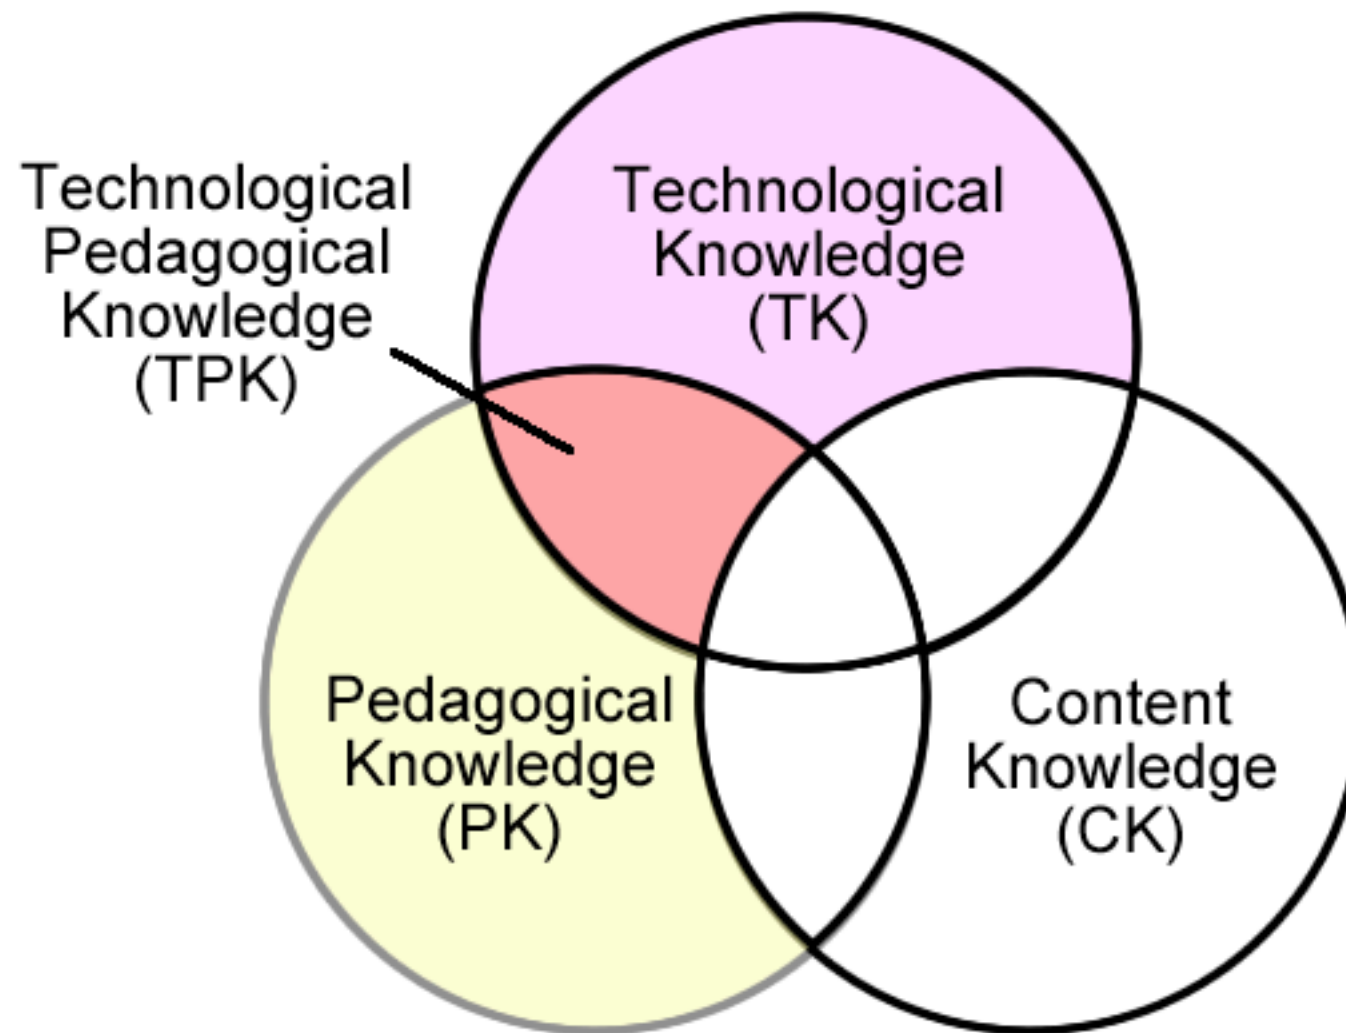 Technological
Pedagogical
Knowledge
(TPK)
Technological
Knowledge
(TK)
Pedagogical
Knowledge
(PK)
Content
Knowledge
(CK)